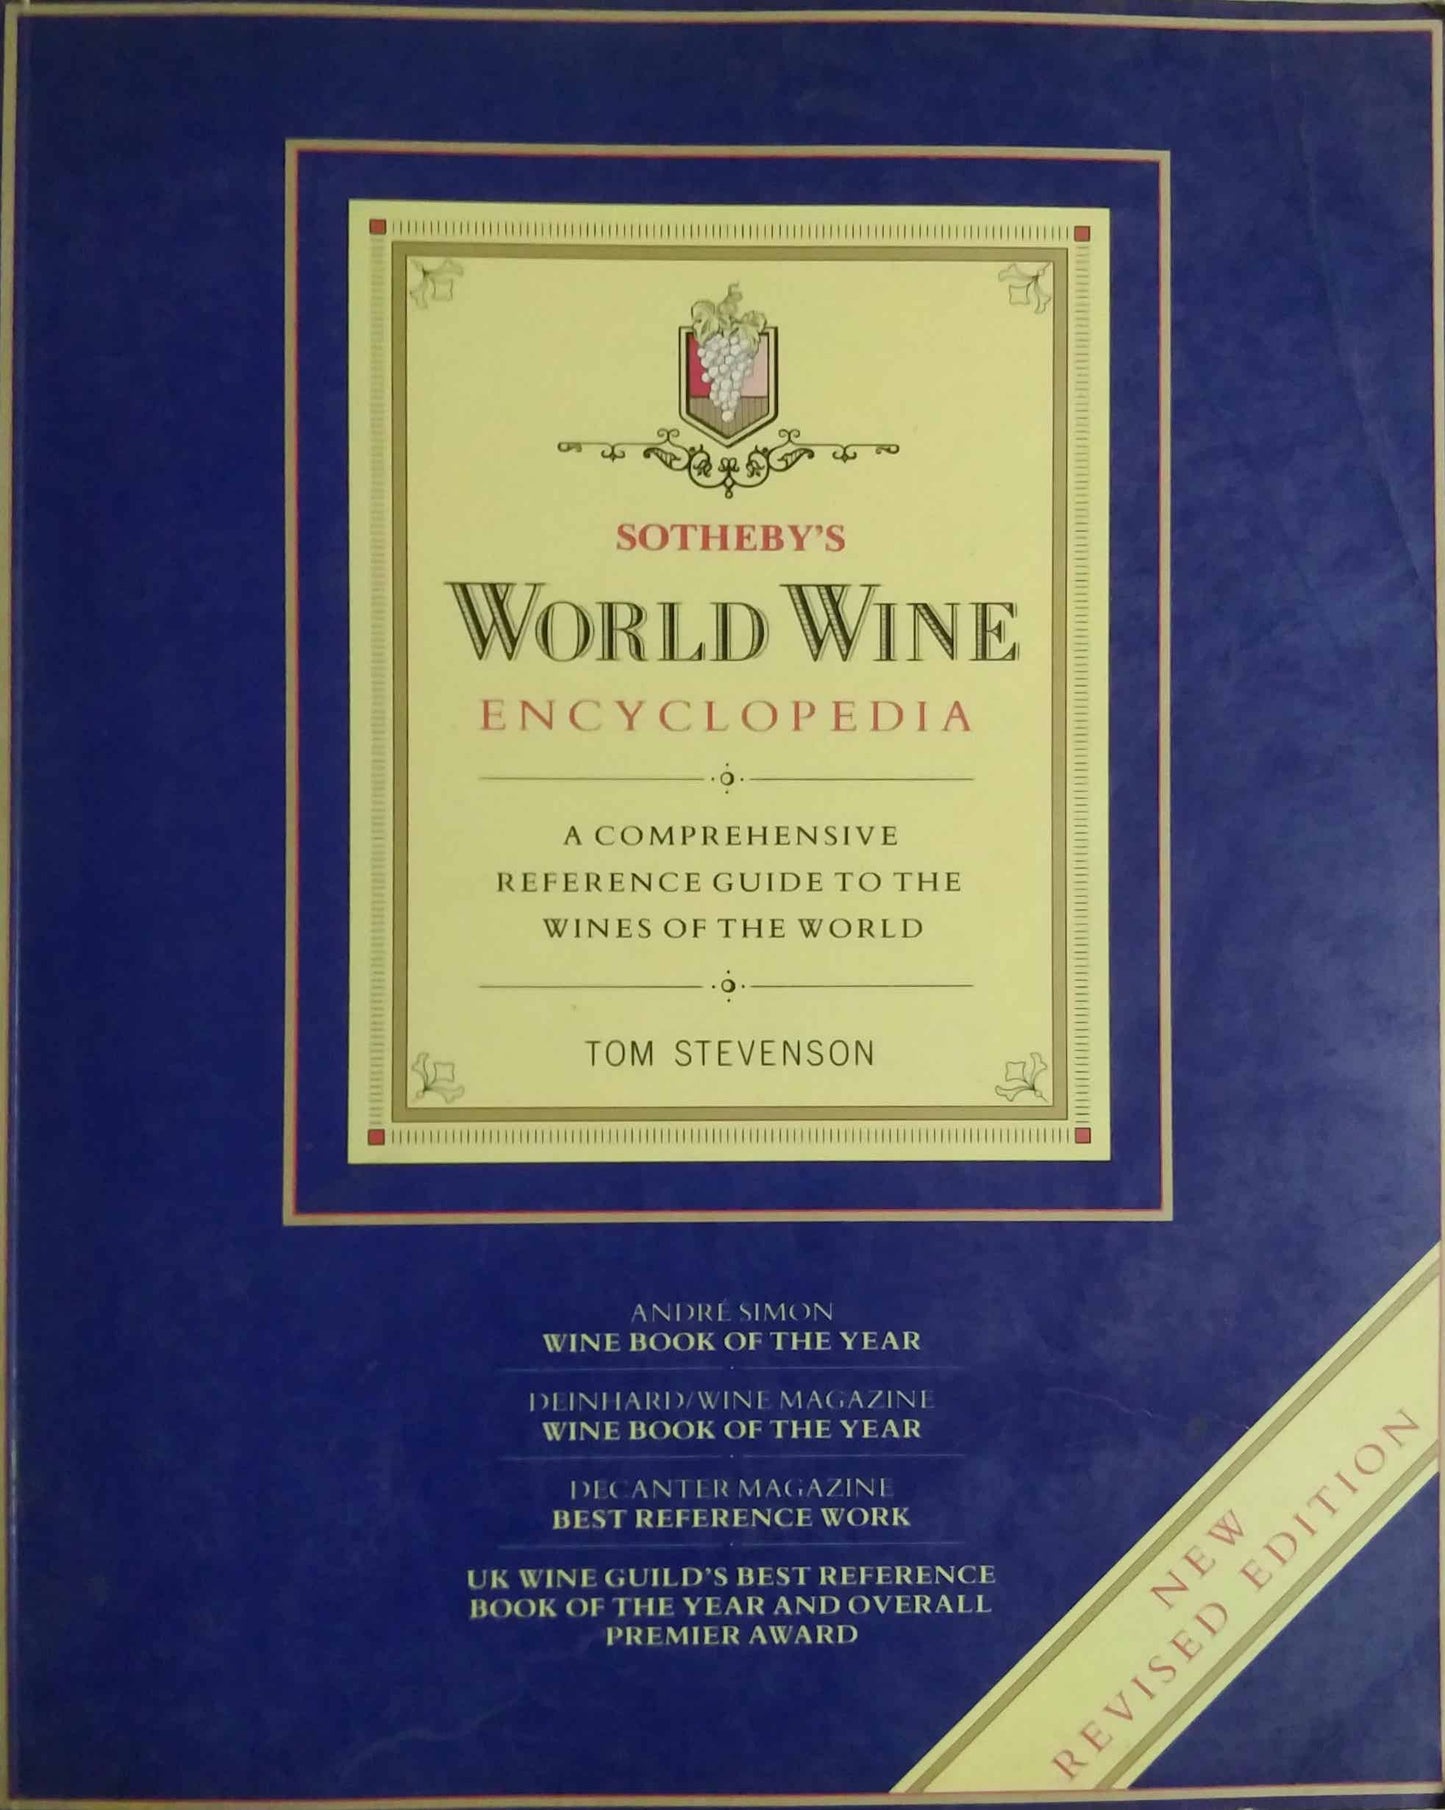 SOTHEBY'S
WORLD WINE
ENCYCLOPEDIA
A COMPREHENSIVE
REFERENCE GUIDE TO THE
WINES OF THE WORLD
TOM STEVENSON
ANDRÉ SIMON
WINE BOOK OF THE YEAR
DEINHARD/WINE MAGAZINE
WINE BOOK OF THE YEAR
DECANTER MAGAZINE
BEST REFERENCE WORK
UK WINE GUILD'S BEST REFERENCE
BOOK OF THE YEAR AND OVERALL
PREMIER AWARD
NEW
REVISED EDITION